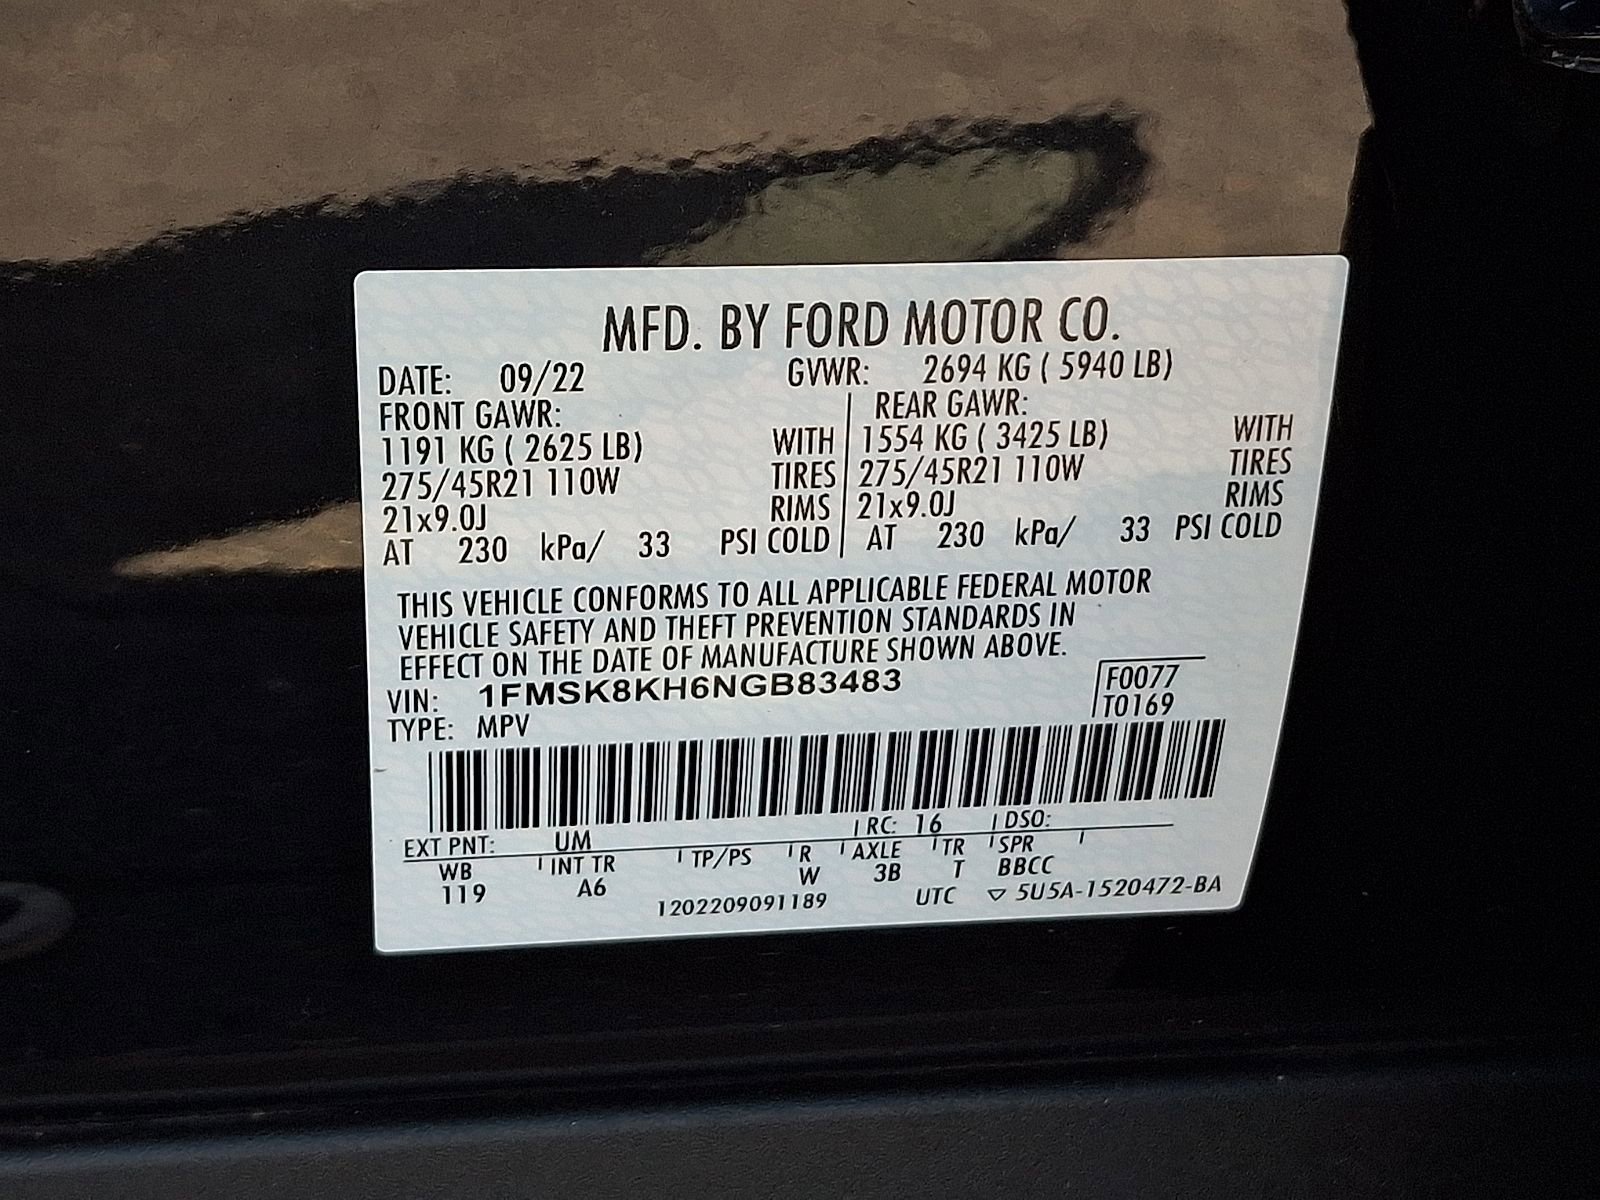 MFD. BY FORD MOTOR CO.
DATE: 09/22 GVWR: 2694 KG ( 5940 LB)
FRONT GAWR: REAR GAWR:
1191 KG ( 2625 LB) WITH 1554 KG ( 3425 LB) WITH
275/45R21 110W TIRES 275/45R21 110W TIRES
21x9.0J RIMS 21x9.0J RIMS
AT 230 kPa/ 33 PSI COLD AT 230 kPa/ 33 PSI COLD
THIS VEHICLE CONFORMS TO ALL APPLICABLE FEDERAL MOTOR
VEHICLE SAFETY AND THEFT PREVENTION STANDARDS IN
EFFECT ON THE DATE OF MANUFACTURE SHOWN ABOVE.
VIN: 1FMSK8KH6NGB83483 F0077
TYPE: MPV T0169
EXT PNT: UM RC: 16 DSO:
WB INT TR TP/PS R AXLE TR SPR
119 A6 W 3B T BBCC
1202209091189 UTC ▽ 5U5A-1520472-BA